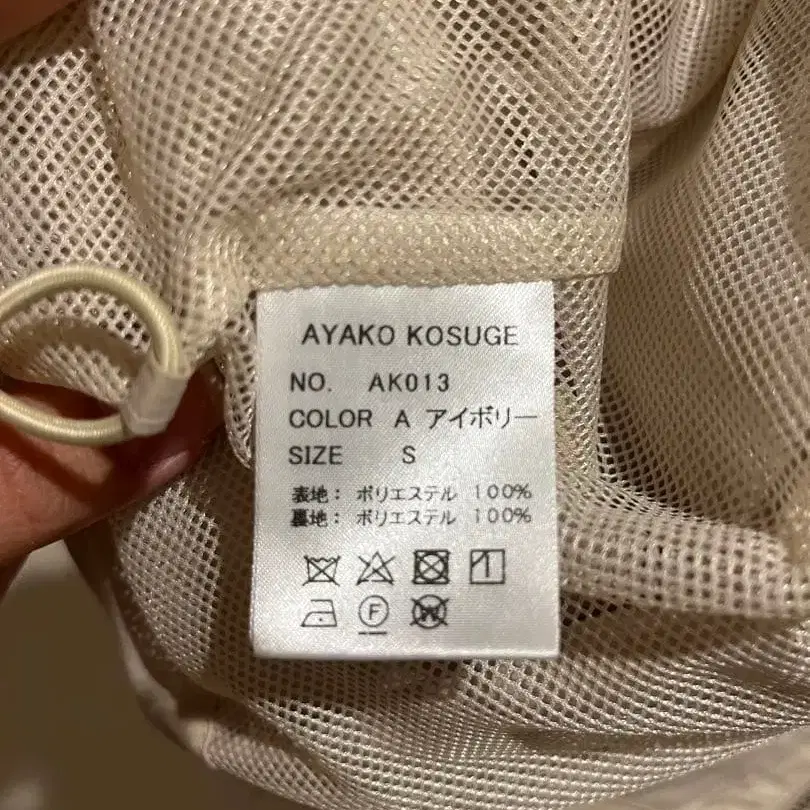 AYAKO KOSUGE
NO. AK013
COLOR A アイボリー
SIZE S
表地: ポリエステル 100%
裏地: ポリエステル 100%
1
F
W